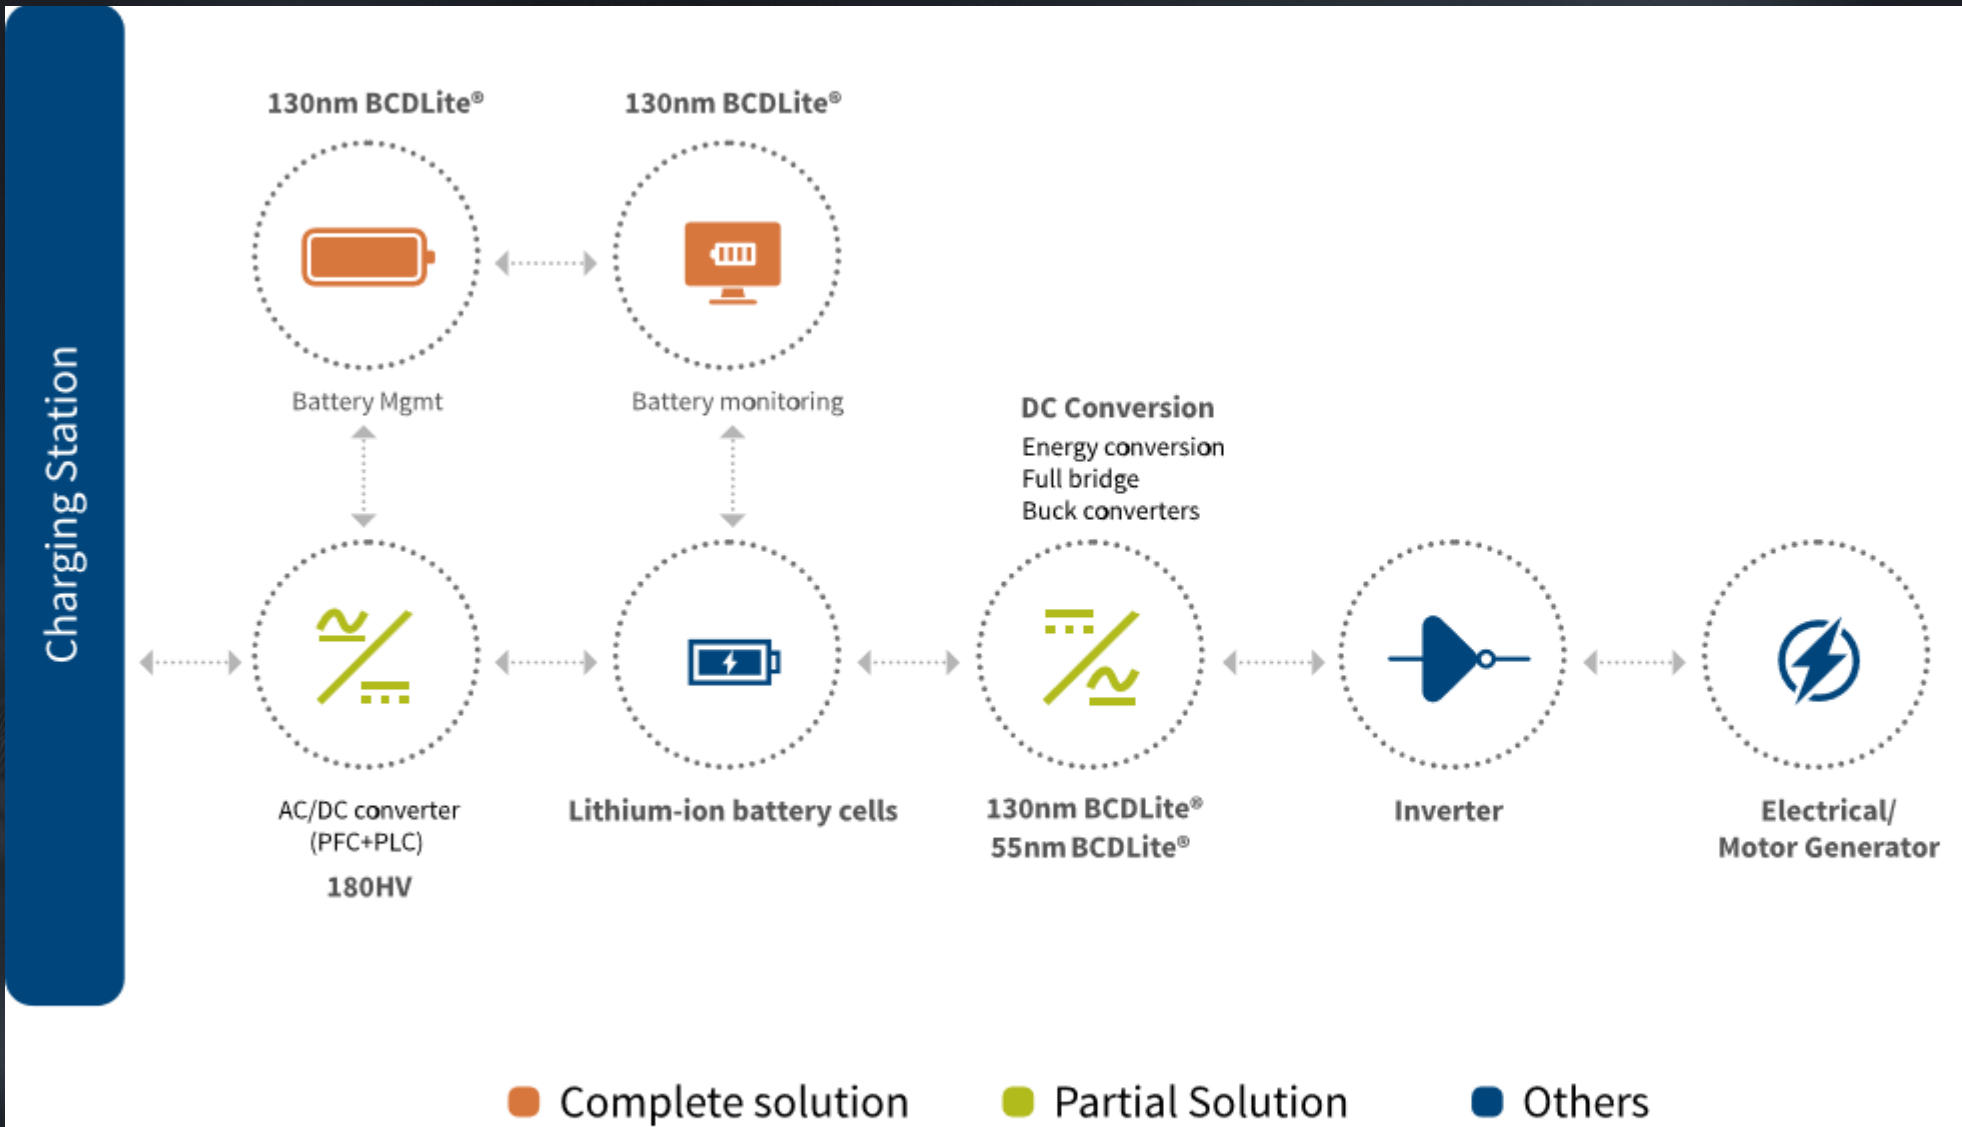 Charging Station
130nm BCDLite®
130nm BCDLite®
Battery Mgmt
Battery monitoring
DC Conversion
Energy conversion
Full bridge
Buck converters
AC/DC converter
(PFC+PLC)
180HV
Lithium-ion battery cells
130nm BCDLite®
55nm BCDLite®
Inverter
Electrical/
Motor Generator
Complete solution
Partial Solution
Others